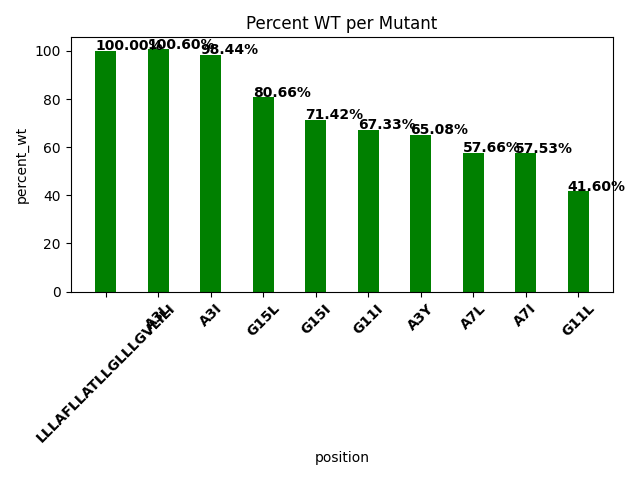 Percent WT per Mutant
percent_wt
100
80
60
40
20
0
100.00%
100.60%
98.44%
80.66%
71.42%
67.33%
65.08%
57.66%
57.53%
41.60%
A3L
A3I
G15L
G15I
G11I
A3Y
A7L
A7I
G11L
position